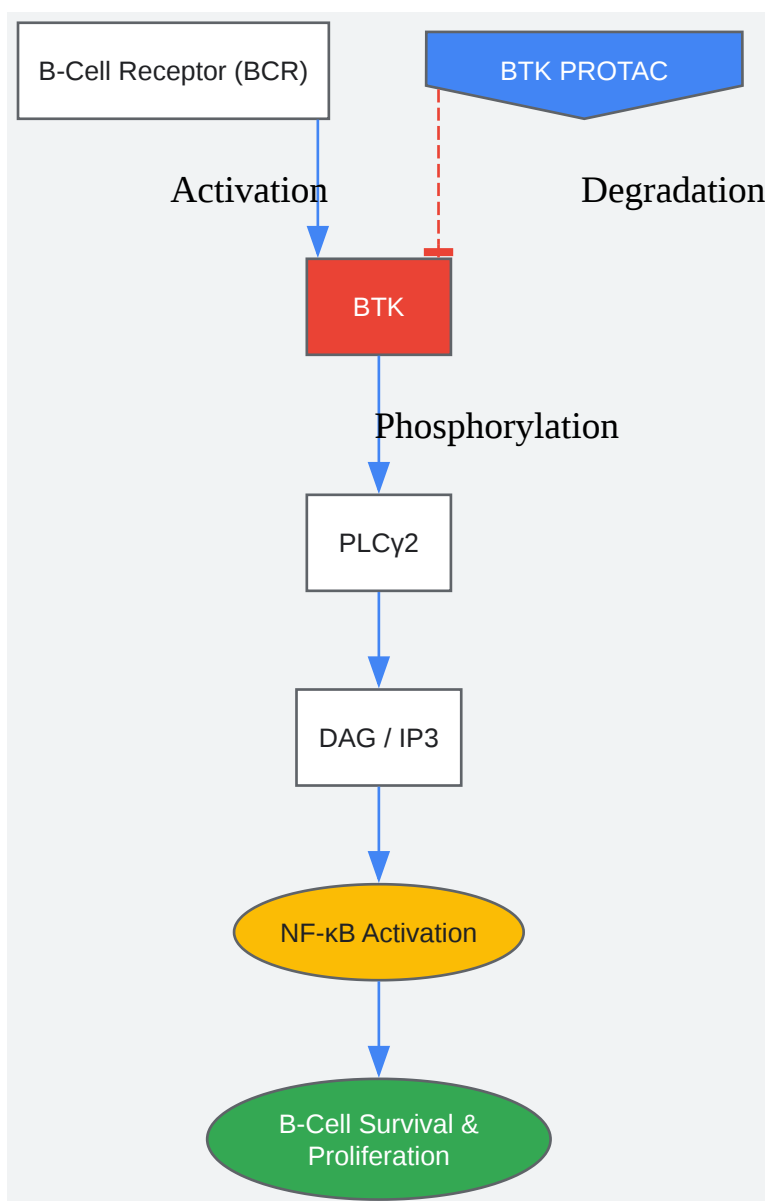 B-Cell Receptor (BCR)
BTK PROTAC
Activation
Degradation
BTK
Phosphorylation
PLCγ2
DAG / IP3
NF-κB Activation
B-Cell Survival &
Proliferation